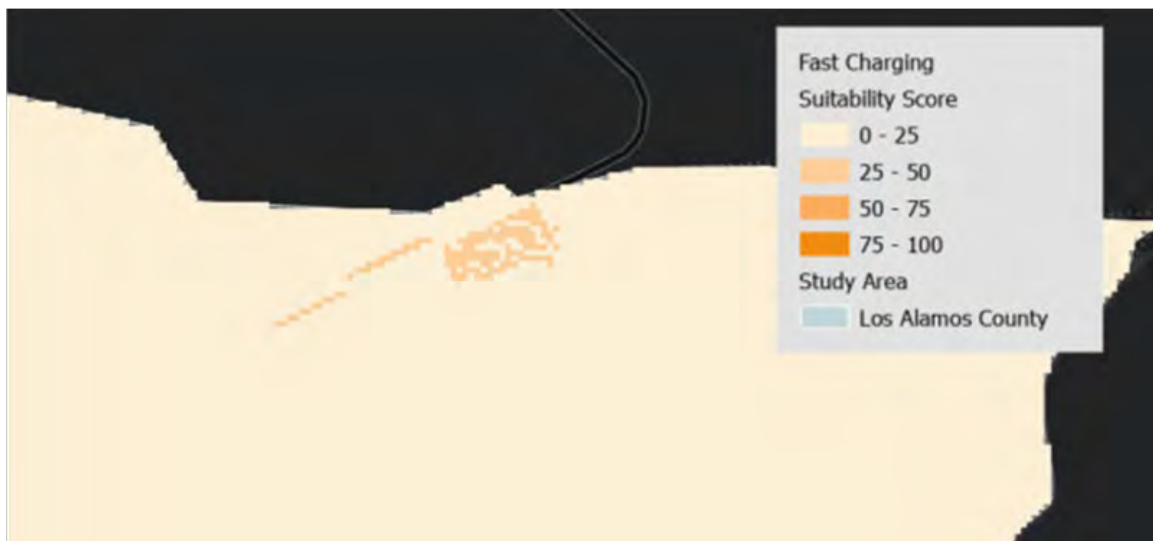 Fast Charging
Suitability Score
0 - 25
25 - 50
50 - 75
75 - 100
Study Area
Los Alamos County